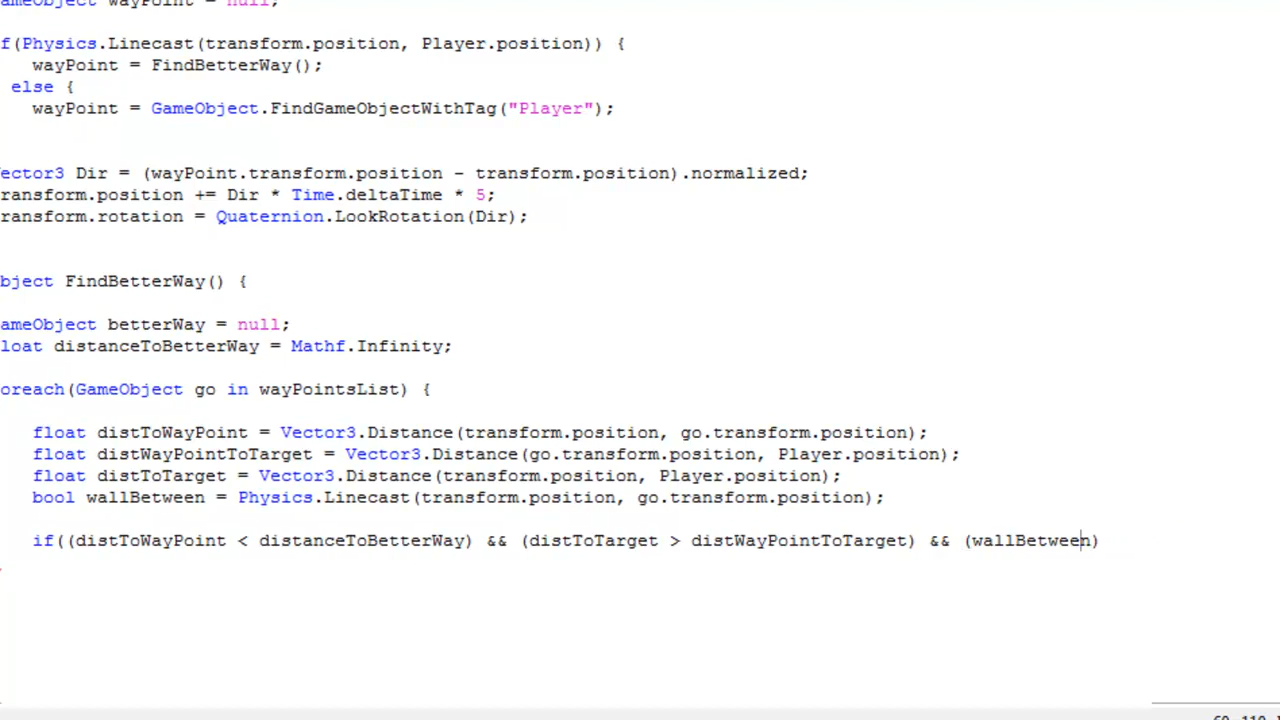 ameObject wayPoint = null;
f(Physics.Linecast(transform.position, Player.position)) {
wayPoint = FindBetterWay();
else {
wayPoint = GameObject.FindGameObjectWithTag("Player");
ector3 Dir = (wayPoint.transform.position - transform.position).normalized;
ransform.position += Dir * Time.deltaTime * 5;
ransform.rotation = Quaternion.LookRotation(Dir);
bject FindBetterWay() {
ameObject betterWay = null;
loat distanceToBetterWay = Mathf.Infinity;
oreach(GameObject go in wayPointsList) {
float distToWayPoint = Vector3.Distance(transform.position, go.transform.position);
float distWayPointToTarget = Vector3.Distance(go.transform.position, Player.position);
float distToTarget = Vector3.Distance(transform.position, Player.position);
bool wallBetween = Physics.Linecast(transform.position, go.transform.position);
if((distToWayPoint < distanceToBetterWay) && (distToTarget > distWayPointToTarget) && (wallBetween)